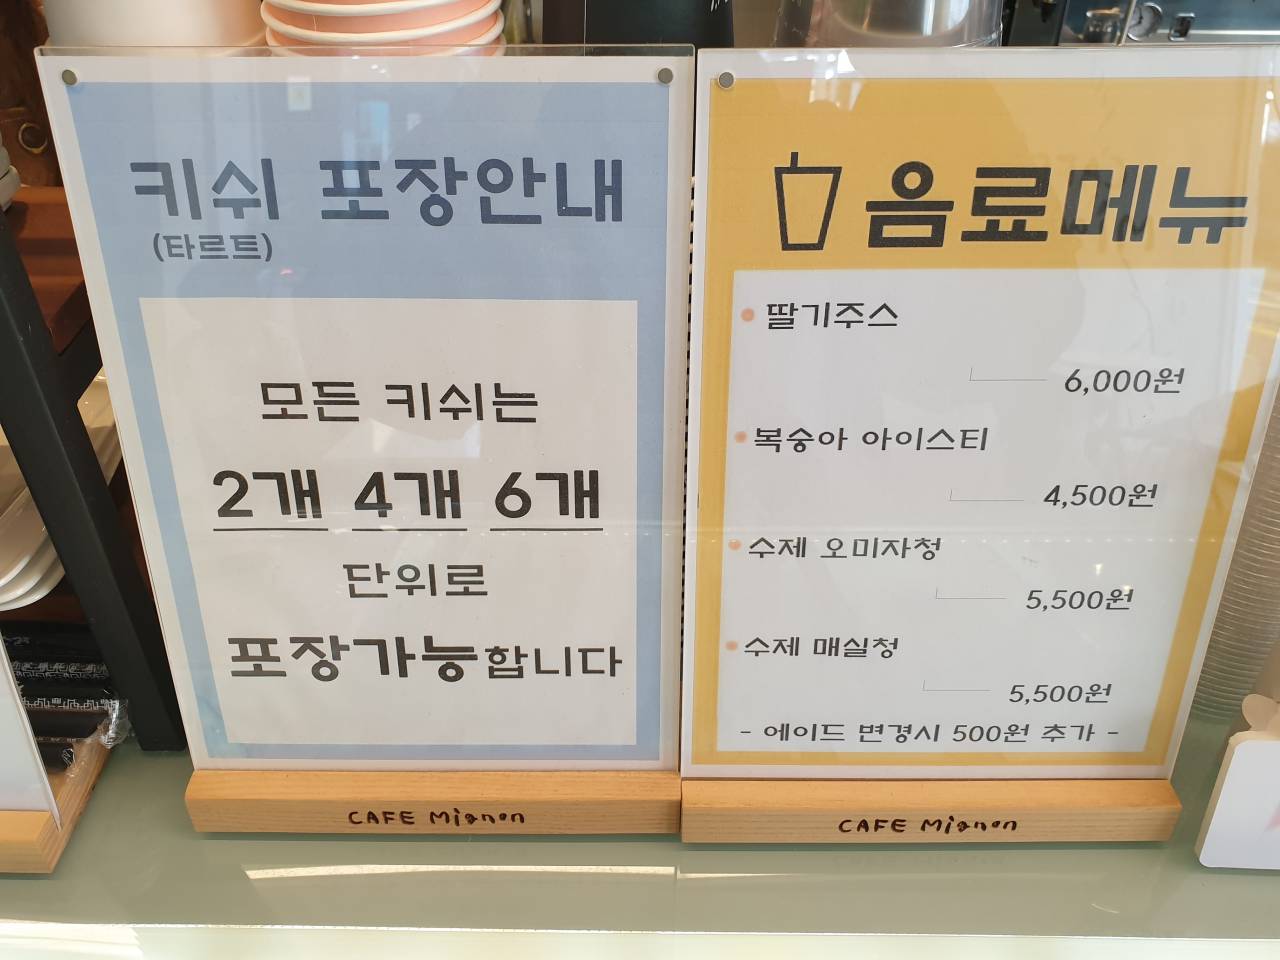 키쉬 포장안내
(타르트)
모든 키쉬는
2개 4개 6개
단위로
포장가능합니다
CAFE Mignon
음료메뉴
딸기주스
6,000원
복숭아 아이스티
4,500원
수제 오미자청
5,500원
수제 매실청
5,500원
- 에이드 변경시 500원 추가 -
CAFE Mignon